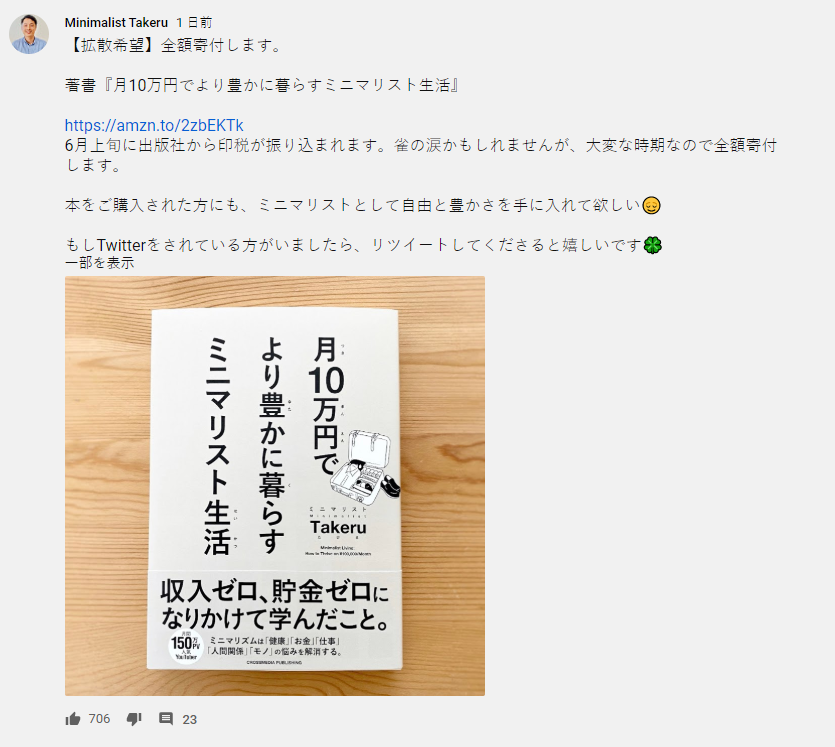 Minimalist Takeru 1 日前
【拡散希望】全額寄付します。
著書『月10万円でより豊かに暮らすミニマリスト生活』
https://amzn.to/2zbEKTk
6月上旬に出版社から印税が振り込まれます。雀の涙かもしれませんが、大変な時期なので全額寄付
します。
本をご購入された方にも、ミニマリストとして自由と豊かさを手に入れて欲しい😌
もしTwitterをされている方がいましたら、リツイートしてくださると嬉しいです🍀
一部を表示
月10万円で
より豊かに暮らす
ミニマリスト生活
ミニマリスト
Minimalist
Takeru
Minimalist Living
How to Thrive on ¥100,000/Month
収入ゼロ、貯金ゼロに
なりかけて学んだこと。
月間
150万PV
人気
YouTuber
ミニマリズムは「健康」「お金」「仕事」
「人間関係」「モノ」の悩みを解消する。
CROSSMEDIA PUBLISHING
706 23